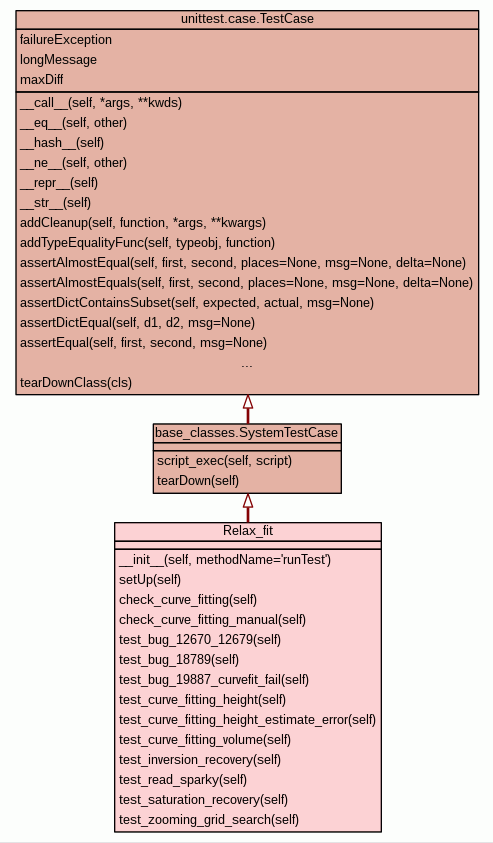 unittest.case.TestCase
failureException
longMessage
maxDiff
__call__(self, *args, **kwds)
__eq__(self, other)
__hash__(self)
__ne__(self, other)
__repr__(self)
__str__(self)
addCleanup(self, function, *args, **kwargs)
addTypeEqualityFunc(self, typeobj, function)
assertAlmostEqual(self, first, second, places=None, msg=None, delta=None)
assertAlmostEquals(self, first, second, places=None, msg=None, delta=None)
assertDictContainsSubset(self, expected, actual, msg=None)
assertDictEqual(self, d1, d2, msg=None)
assertEqual(self, first, second, msg=None)
...
tearDownClass(cls)
base_classes.SystemTestCase
script_exec(self, script)
tearDown(self)
Relax_fit
__init__(self, methodName='runTest')
setUp(self)
check_curve_fitting(self)
check_curve_fitting_manual(self)
test_bug_12670_12679(self)
test_bug_18789(self)
test_bug_19887_curvefit_fail(self)
test_curve_fitting_height(self)
test_curve_fitting_height_estimate_error(self)
test_curve_fitting_volume(self)
test_inversion_recovery(self)
test_read_sparky(self)
test_saturation_recovery(self)
test_zooming_grid_search(self)